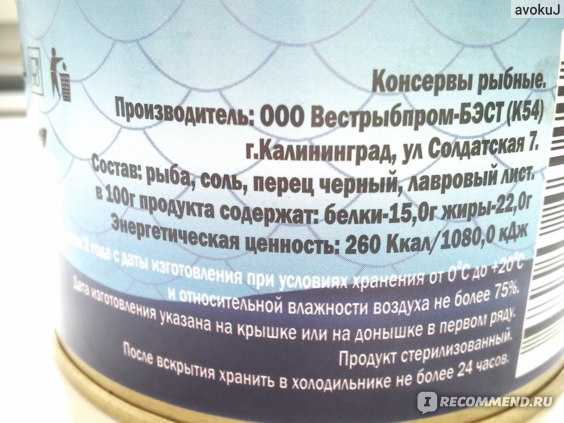 avokuJ
Консервы рыбные.
Производитель: ООО Вестрыбпром-БЭСТ (К54)
г.Калининград, ул Солдатская 7.
Состав: рыба, соль, перец черный, лавровый лист.
в 100г продукта содержат: белки-15,0г жиры-22,0г
Энергетическая ценность: 260 Ккал/1080,0 кДж
года с даты изготовления при условиях хранения от 0°С до +20°С
и относительной влажности воздуха не более 75%.
Дата изготовления указана на крышке или на донышке в первом ряду.
Продукт стерилизованный.
После вскрытия хранить в холодильнике не более 24 часов.
I RECOMMEND.RU